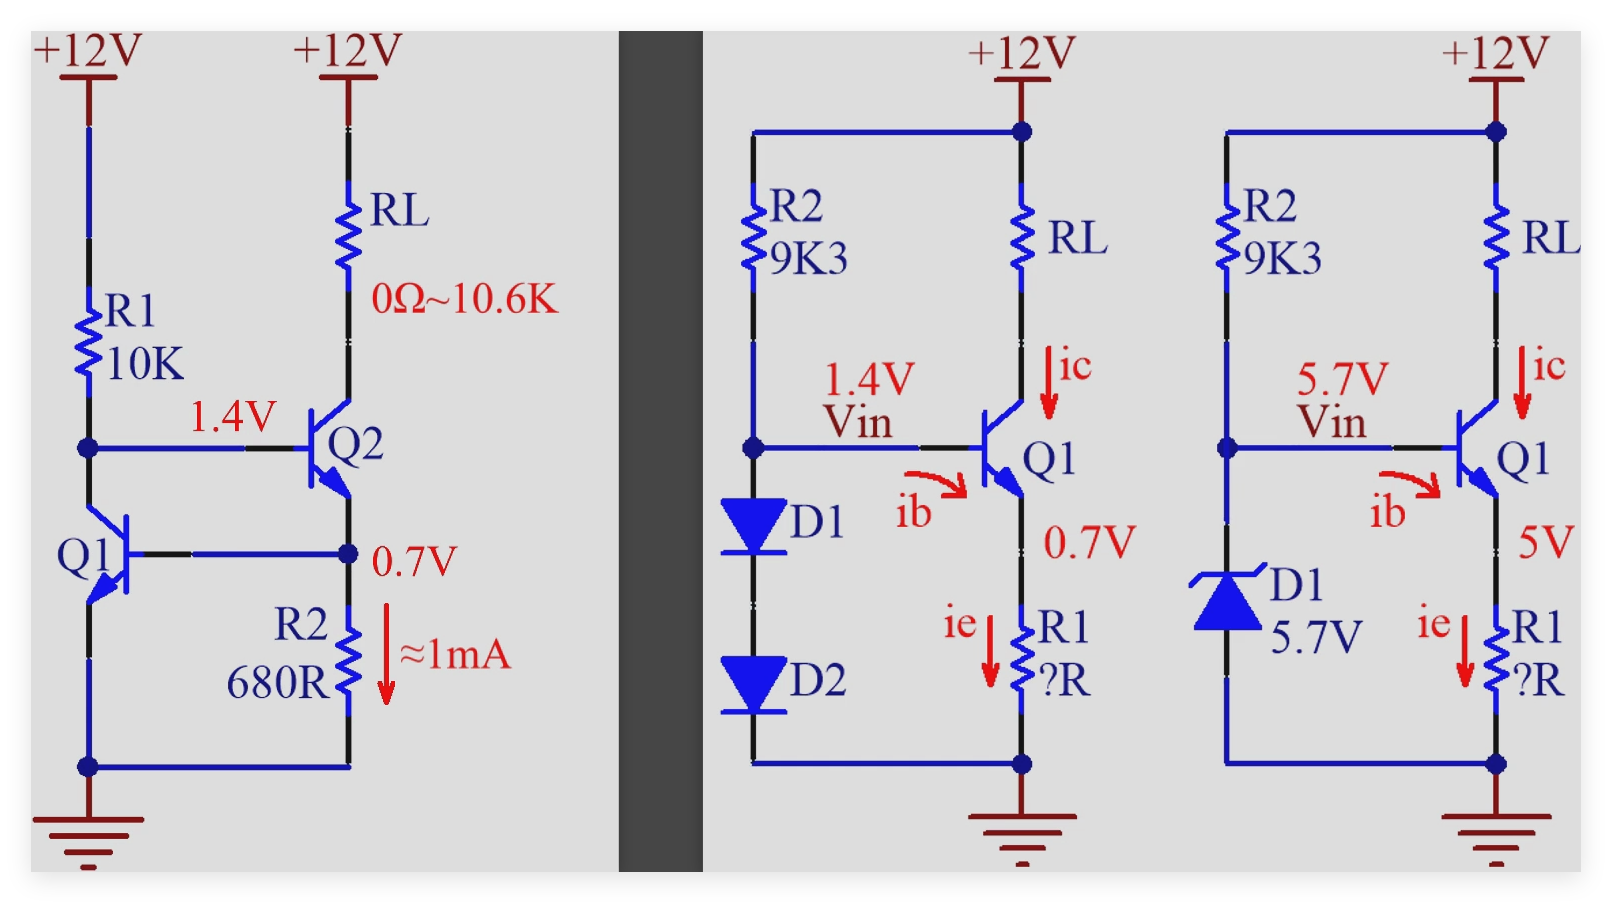 +12V
+12V
RL
0Ω~10.6K
R1
10K
1.4V
Q2
Q1
0.7V
R2
680R
≈1mA
+12V
R2
9K3
RL
1.4V
Vin
ic
Q1
ib
D1
0.7V
ie
R1
?R
D2
+12V
R2
9K3
RL
5.7V
Vin
ic
Q1
ib
5V
D1
5.7V
ie
R1
?R